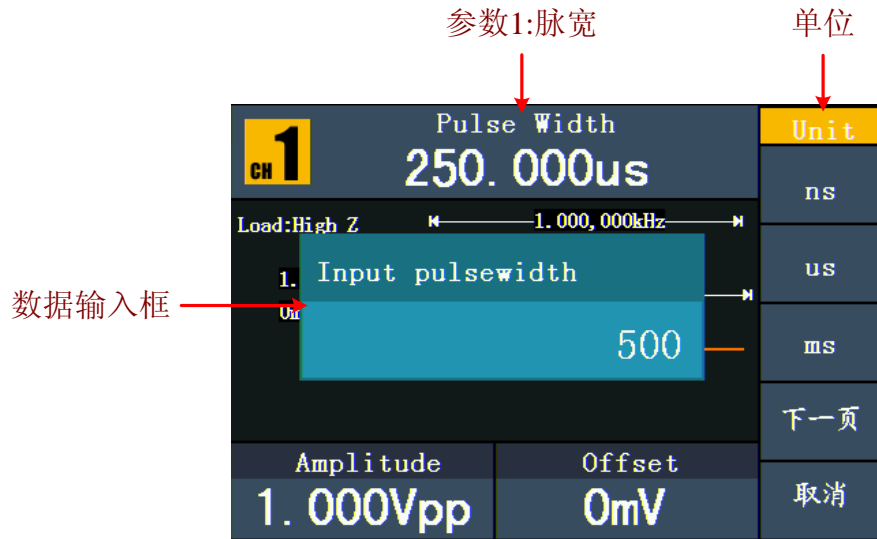 参数1:脉宽
单位
CH 1
Pulse Width
250.000us
Unit
ns
Load:High Z
1.000,000kHz
us
1.
Input pulsewidth
数据输入框
500
ms
下一页
Amplitude
Offset
1.000Vpp
0mV
取消